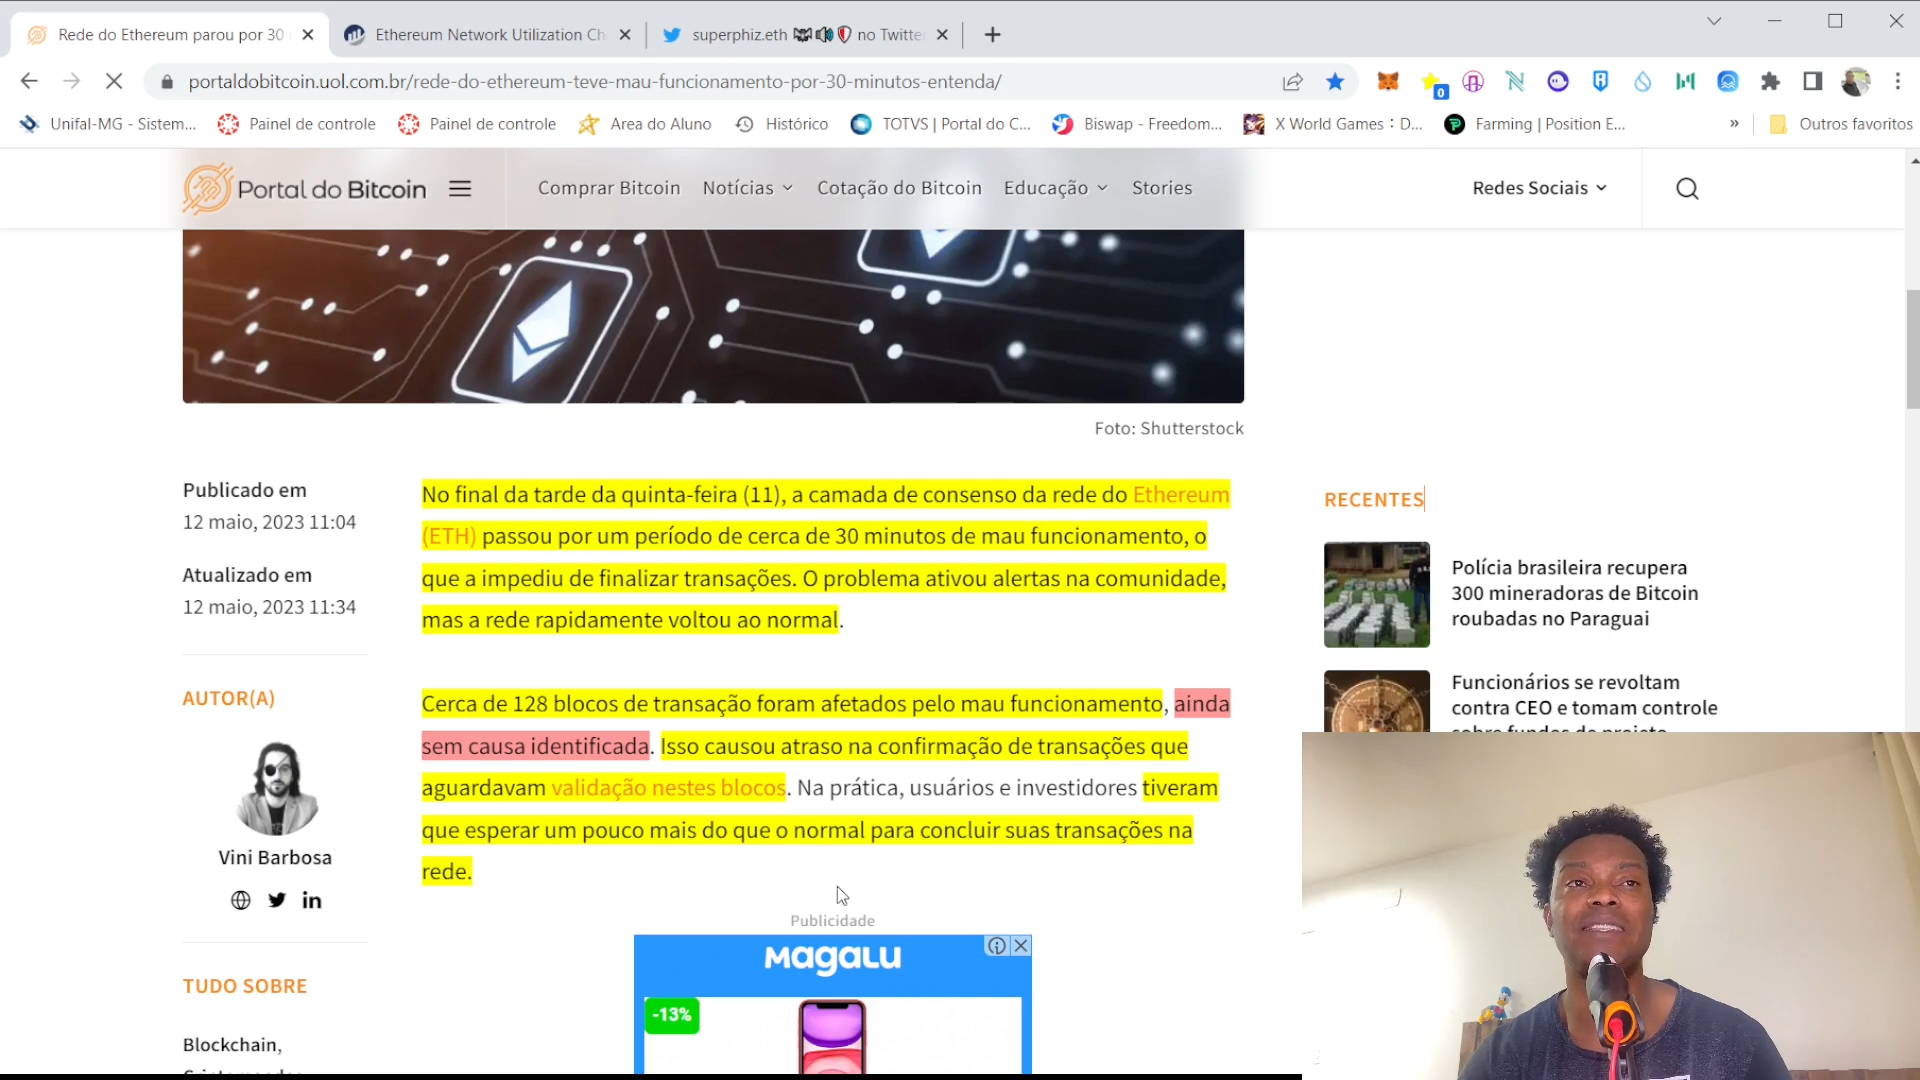 Rede do Ethereum parou por 30
Ethereum Network Utilization Ch
superphiz.eth no Twitte
portaldobitcoin.uol.com.br/rede-do-ethereum-teve-mau-funcionamento-por-30-minutos-entenda/
0
Unifal-MG - Sistem...
Painel de controle
Painel de controle
Area do Aluno
Histórico
TOTVS | Portal do C...
Biswap - Freedom...
X World Games : D...
Farming | Position E...
»
Outros favoritos
Portal do Bitcoin
Comprar Bitcoin
Notícias
Cotação do Bitcoin
Educação
Stories
Redes Sociais
Foto: Shutterstock
Publicado em
12 maio, 2023 11:04
Atualizado em
12 maio, 2023 11:34
AUTOR(A)
Vini Barbosa
TUDO SOBRE
Blockchain,
No final da tarde da quinta-feira (11), a camada de consenso da rede do Ethereum
(ETH) passou por um período de cerca de 30 minutos de mau funcionamento, o
que a impediu de finalizar transações. O problema ativou alertas na comunidade,
mas a rede rapidamente voltou ao normal.
Cerca de 128 blocos de transação foram afetados pelo mau funcionamento, ainda
sem causa identificada. Isso causou atraso na confirmação de transações que
aguardavam validação nestes blocos. Na prática, usuários e investidores tiveram
que esperar um pouco mais do que o normal para concluir suas transações na
rede.
Publicidade
MAGALU
-13%
RECENTES
Polícia brasileira recupera
300 mineradoras de Bitcoin
roubadas no Paraguai
Funcionários se revoltam
contra CEO e tomam controle
sobre fundos de projeto